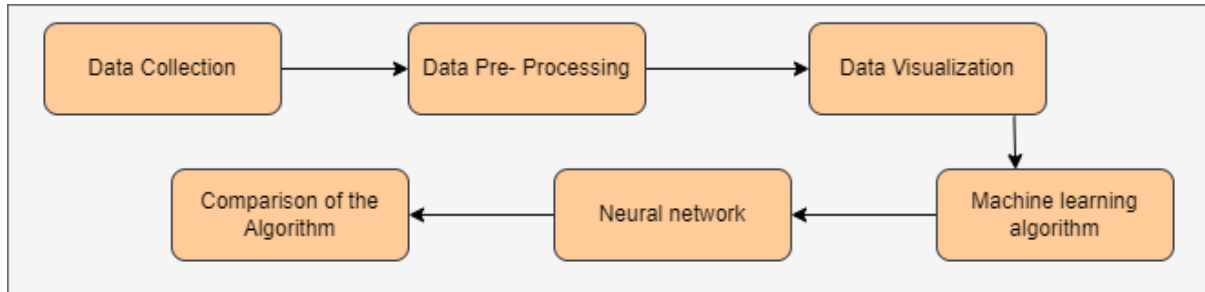 Data Collection
Data Pre- Processing
Data Visualization
Machine learning
algorithm
Neural network
Comparison of the
Algorithm